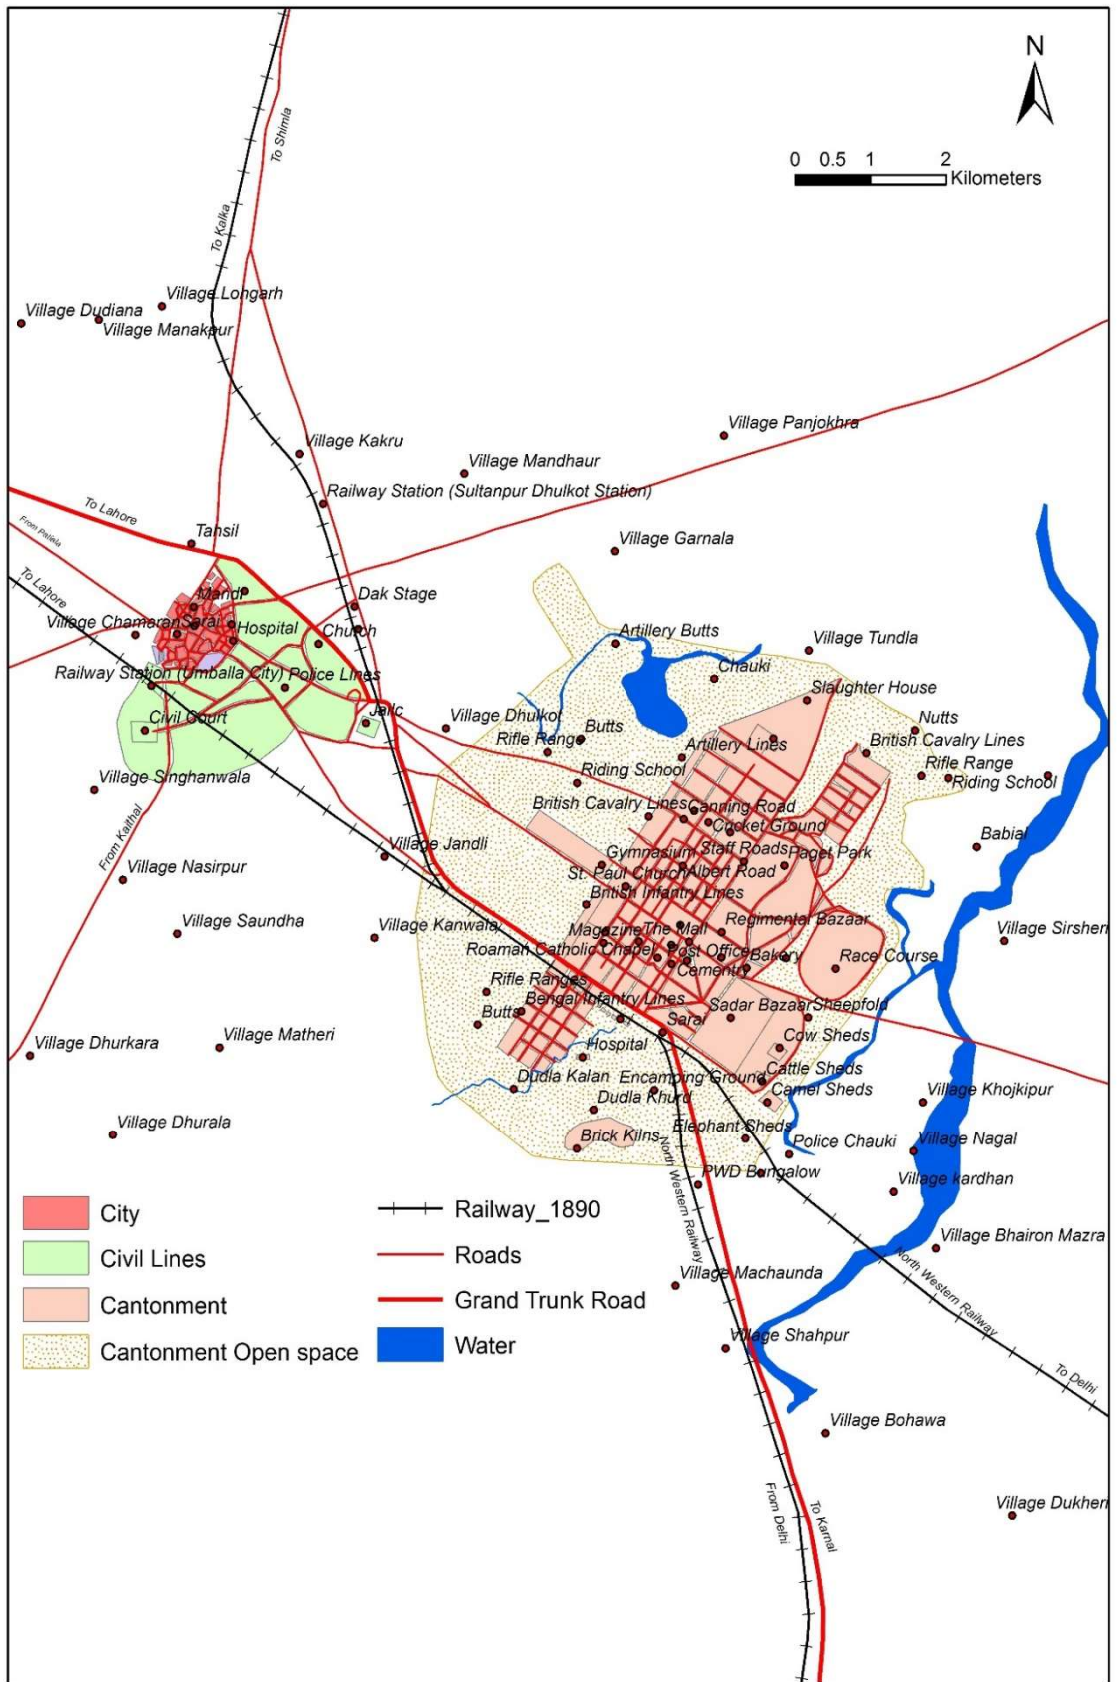 N
0 0.5 1 2
Kilometers
To Shimla
To Kalka
Village Longarh
Village Dudiana
Village Manakpur
Village Panjokhra
Village Kakru
Village Mandhaur
Railway Station (Sultanpur Dhulkot Station)
To Lahore
From Patiela
Tahsil
Village Garnala
To Lahore
Mandi
Dak Stage
Village Chamaran
Sarai
Hospital
Church
Artillery Butts
Village Tundla
Railway Station (Umballa City)
Police Lines
Chauki
Slaughter House
Civil Court
Jailc
Village Dhulkot
Butts
Rifle Range
Nutts
Artillery Lines
British Cavalry Lines
Village Singhanwala
Riding School
Rifle Range
Riding School
From Kaithal
British Cavalry Lines
Canning Road
Cocket Ground
Babial
Village Jandli
Gymnasium
Staff Roads
Paget Park
Village Nasirpur
St. Paul Church
Albert Road
British Infantry Lines
Village Saundha
Village Kanwala
Magazine
The Mall
Regimental Bazaar
Village Sirsheri
Roaman Catholic Chapel
Post Office
Bakery
Race Course
Cementry
Rifle Ranges
Bengal Infantry Lines
Butts
Sadar Bazaar
Sheepfold
Sarai
Village Dhurkara
Village Matheri
Hospital
Cow Sheds
Dudla Kalan
Encamping Ground
Cattle Sheds
Camel Sheds
Village Khojkipur
Dudla Khurd
Village Dhurala
Elephant Sheds
Brick Kilns
Police Chauki
Village Nagal
PWD Bungalow
Village kardhan
North Western Railway
City
Railway_1890
Civil Lines
Roads
Village Bhairon Mazra
Cantonment
Grand Trunk Road
Village Machaunda
North Western Railway
Cantonment Open space
Water
Village Shahpur
To Delhi
Village Bohawa
From Delhi
To Karnal
Village Dukheri